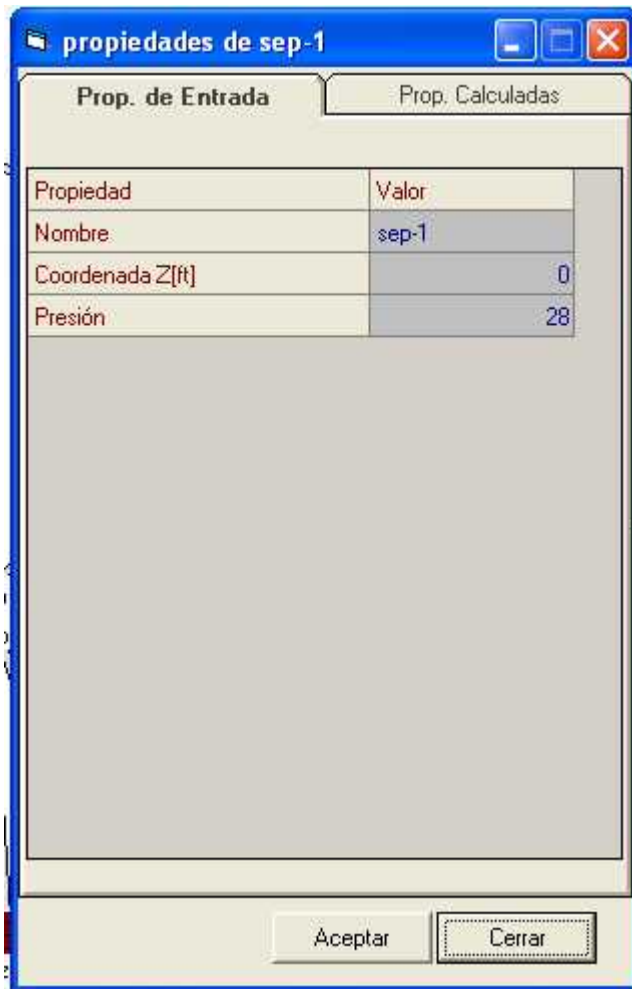 propiedades de sep-1
Prop. de Entrada Prop. Calculadas
Propiedad Valor
Nombre sep-1
Coordenada Z[ft] 0
Presión 28
Aceptar Cerrar